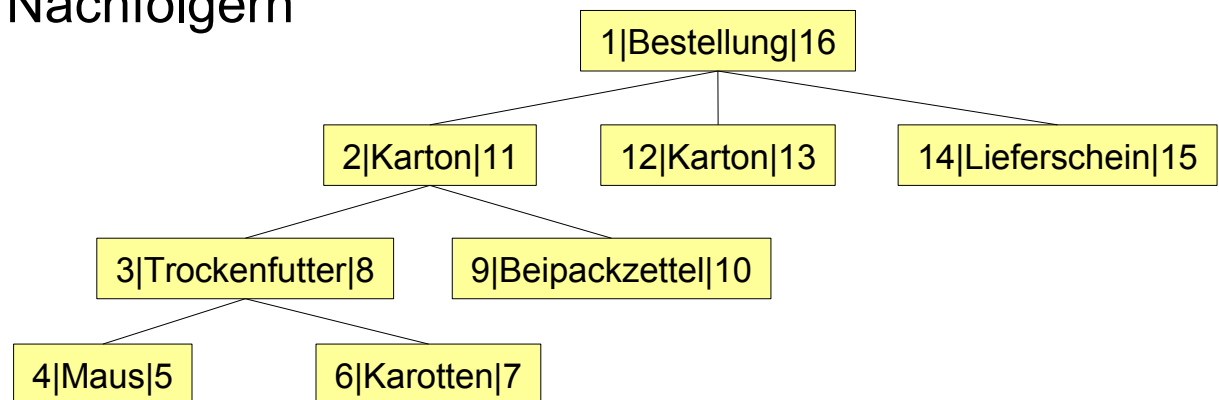 Nachfolgern
1|Bestellung|16
2|Karton|11
12|Karton|13
14|Lieferschein|15
3|Trockenfutter|8
9|Beipackzettel|10
4|Maus|5
6|Karotten|7